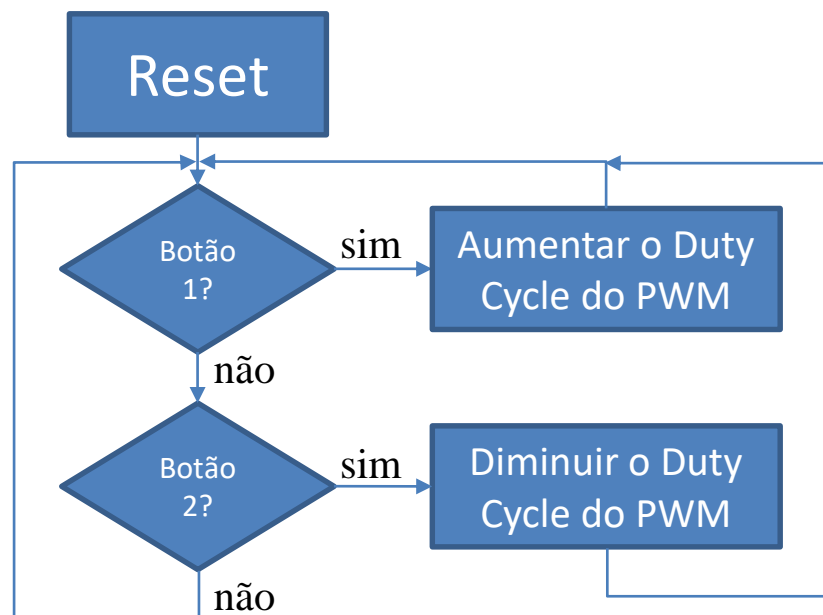 Reset
Botão
1?
sim
Aumentar o Duty
Cycle do PWM
não
Botão
2?
sim
Diminuir o Duty
Cycle do PWM
não